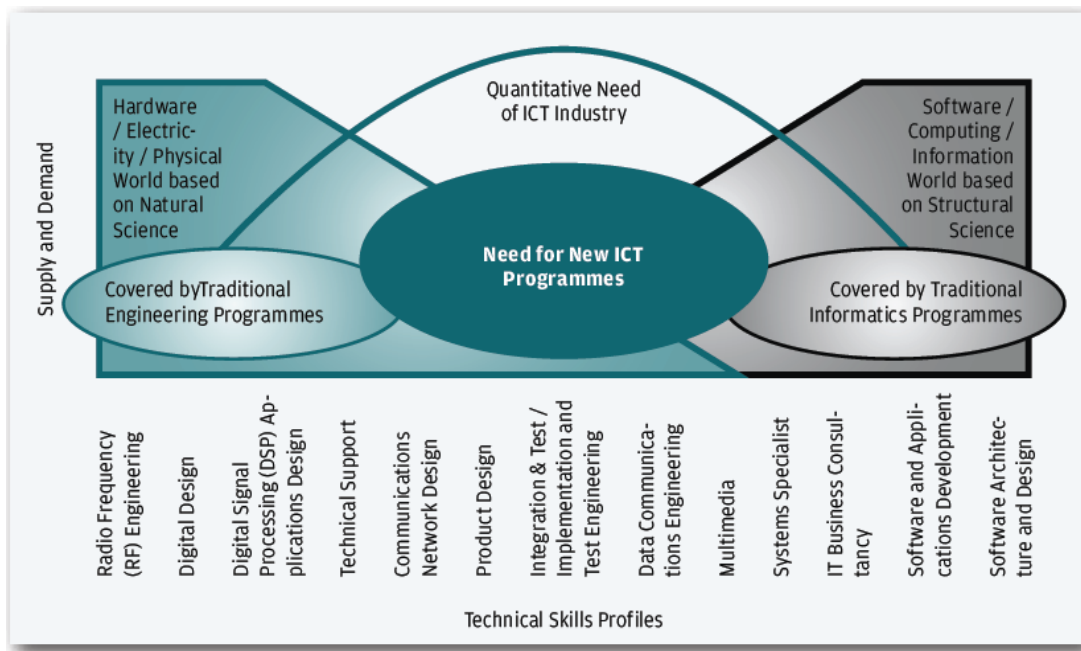 Quantitative Need
of ICT Industry
Hardware
/ Electric-
ity / Physical
World based
on Natural
Science
Software /
Computing /
Information
World based
on Structural
Science
Supply and Demand
Need for New ICT
Programmes
Covered byTraditional
Engineering Programmes
Covered by Traditional
Informatics Programmes
Radio Frequency
(RF) Engineering
Digital Design
Digital Signal
Processing (DSP) Ap-
plications Design
Technical Support
Communications
Network Design
Product Design
Integration & Test /
Implementation and
Test Engineering
Data Communica-
tions Engineering
Multimedia
Systems Specialist
IT Business Consul-
tancy
Software and Appli-
cations Development
Software Architec-
ture and Design
Technical Skills Profiles